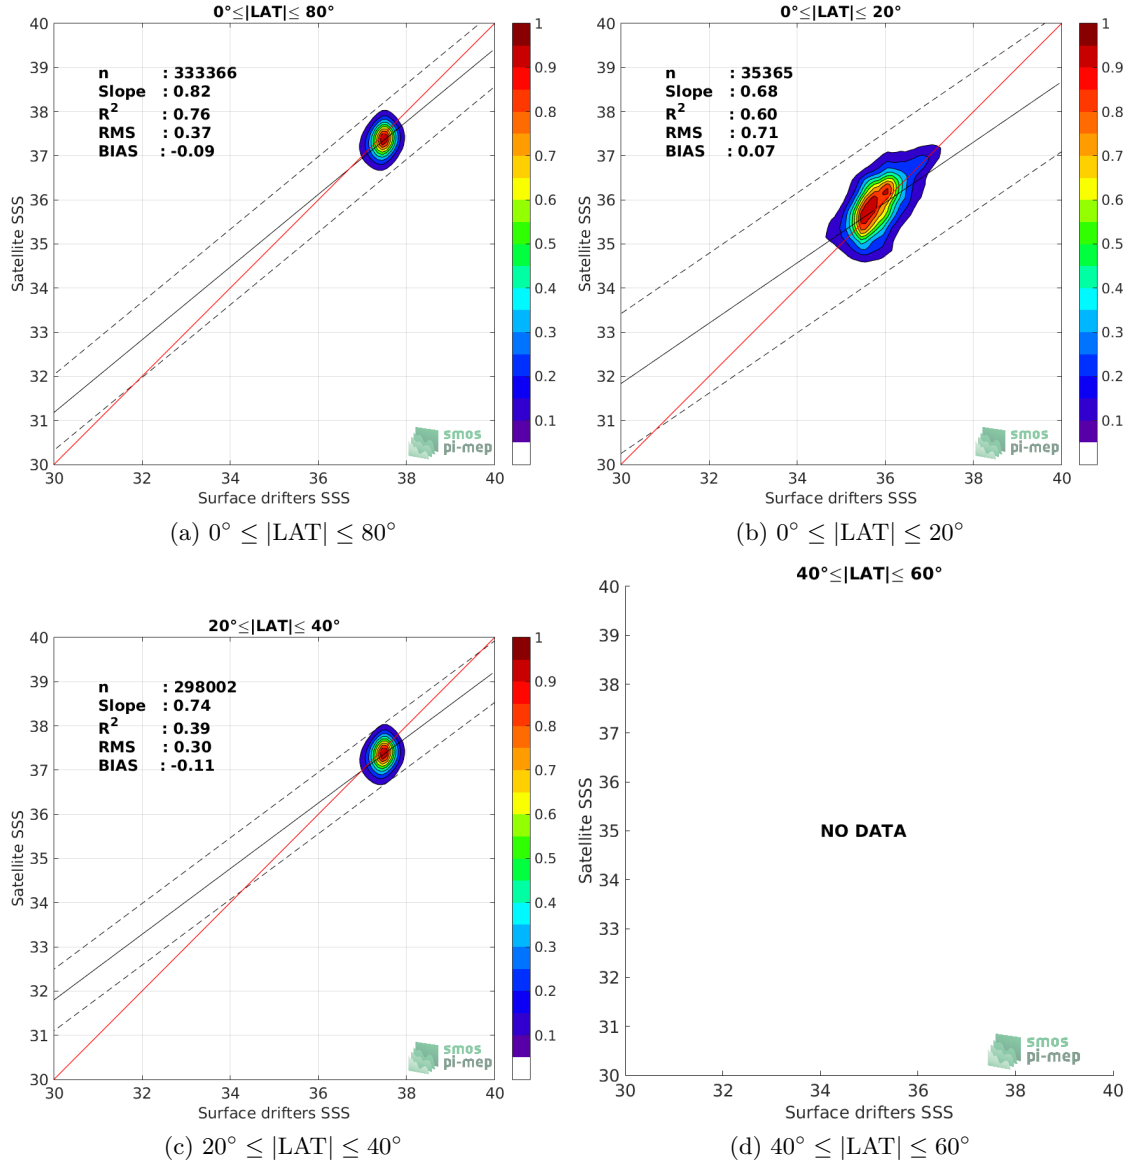 0°≤|LAT|≤ 80°
40
39
38
37
36
35
34
33
32
31
30
Satellite SSS
n : 333366
Slope : 0.82
R² : 0.76
RMS : 0.37
BIAS : -0.09
smos
pi-mep
30 32 34 36 38 40
Surface drifters SSS
1
0.9
0.8
0.7
0.6
0.5
0.4
0.3
0.2
0.1
(a) 0° ≤ |LAT| ≤ 80°
0°≤|LAT|≤ 20°
40
39
38
37
36
35
34
33
32
31
30
Satellite SSS
n : 35365
Slope : 0.68
R² : 0.60
RMS : 0.71
BIAS : 0.07
smos
pi-mep
30 32 34 36 38 40
Surface drifters SSS
1
0.9
0.8
0.7
0.6
0.5
0.4
0.3
0.2
0.1
(b) 0° ≤ |LAT| ≤ 20°
20°≤|LAT|≤ 40°
40
39
38
37
36
35
34
33
32
31
30
Satellite SSS
n : 298002
Slope : 0.74
R² : 0.39
RMS : 0.30
BIAS : -0.11
smos
pi-mep
30 32 34 36 38 40
Surface drifters SSS
1
0.9
0.8
0.7
0.6
0.5
0.4
0.3
0.2
0.1
(c) 20° ≤ |LAT| ≤ 40°
40°≤|LAT|≤ 60°
40
39
38
37
36
35
34
33
32
31
30
Satellite SSS
NO DATA
smos
pi-mep
30 32 34 36 38 40
Surface drifters SSS
(d) 40° ≤ |LAT| ≤ 60°